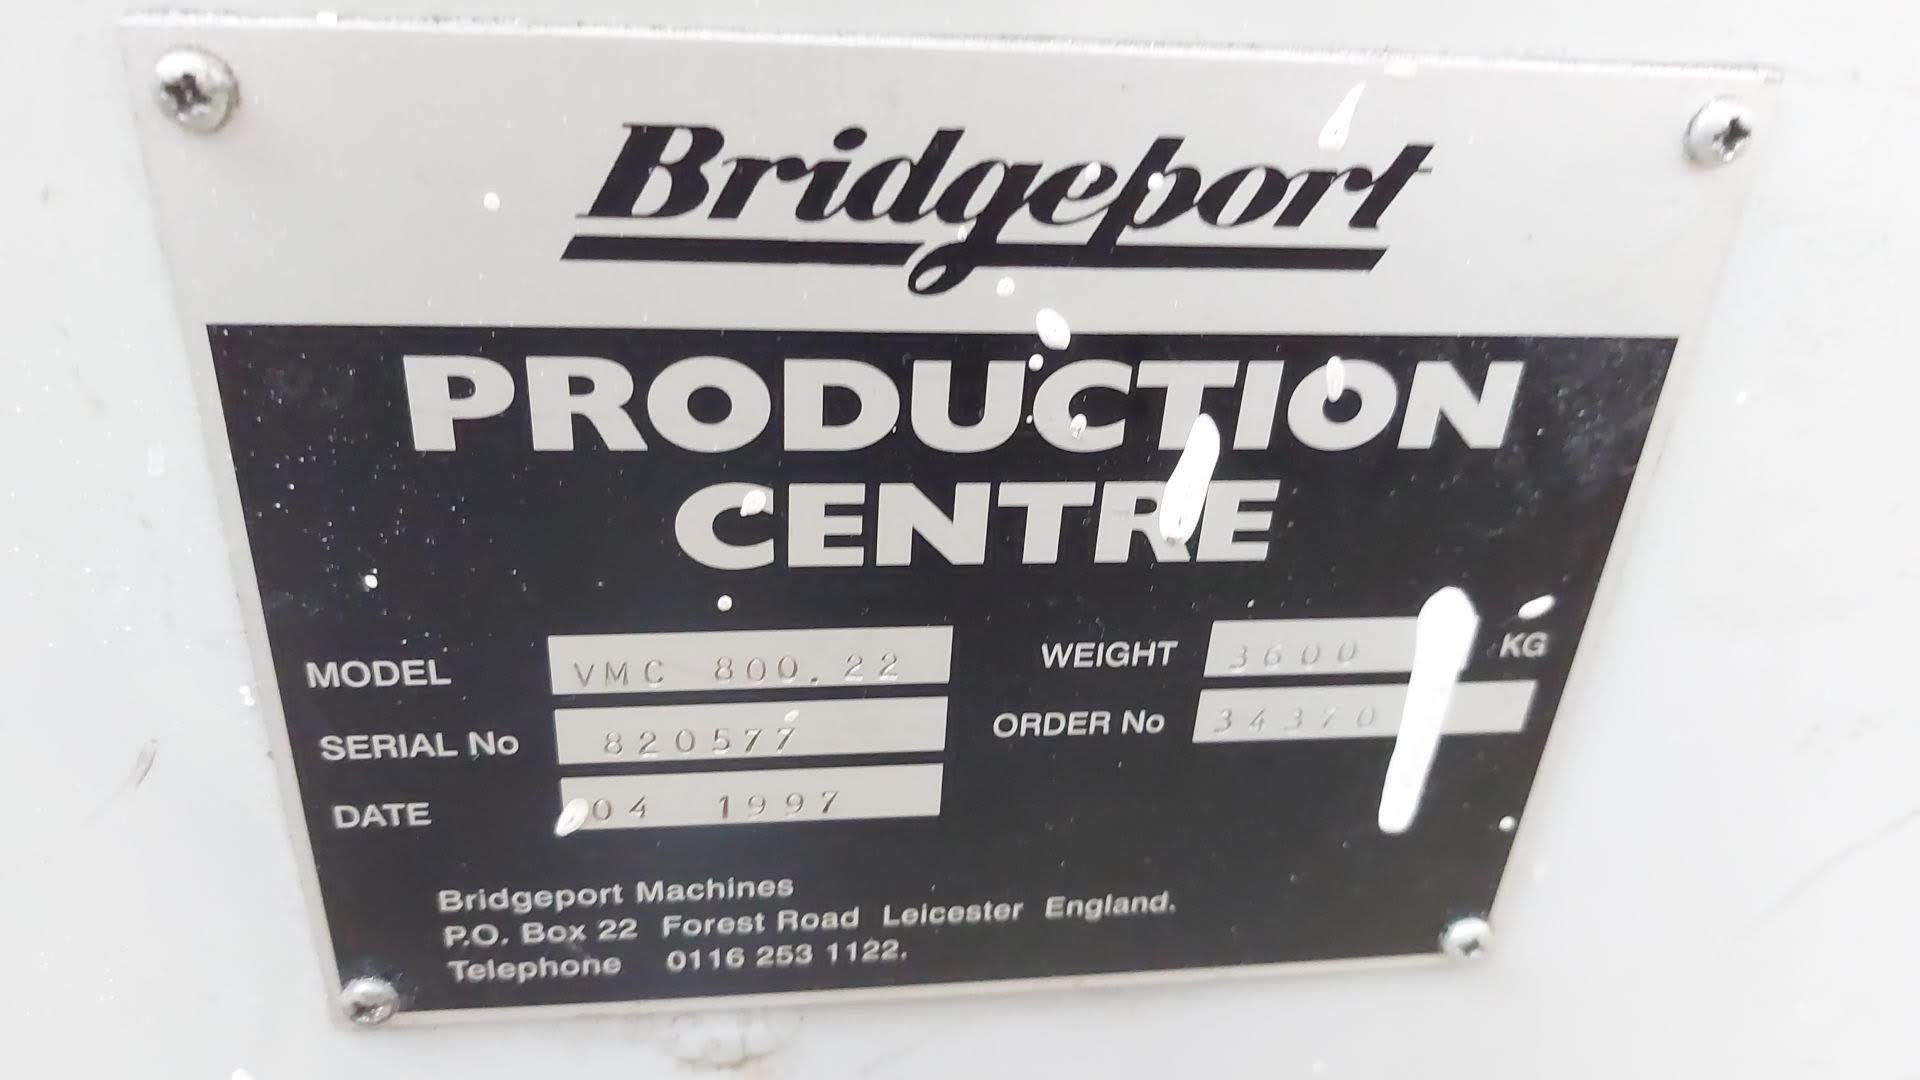 Bridgeport
PRODUCTION
CENTRE
MODEL VMC 800.22
SERIAL No 820577
DATE 04 1997
WEIGHT 3600 KG
ORDER No 34370
Bridgeport Machines
P.O. Box 22 Forest Road Leicester England.
Telephone 0116 253 1122.